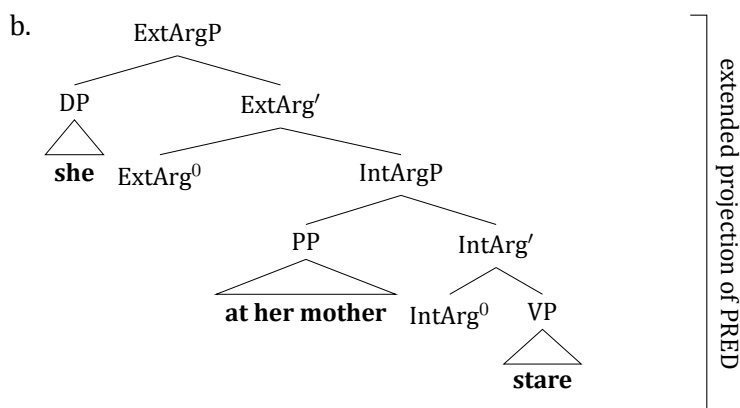 b.
ExtArgP
DP ExtArg′
she ExtArg⁰ IntArgP
PP IntArg′
at her mother IntArg⁰ VP
stare
extended projection of PRED